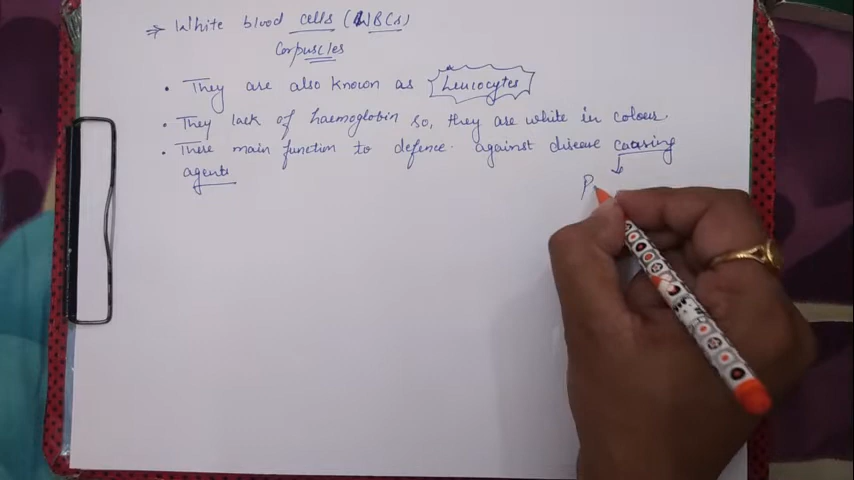 ⇒ White blood cells (WBCs)
Corpuscles
• They are also known as Leucocytes
• They lack of haemoglobin so, they are white in colour.
• There main function to defence. against disease causing
agents
P